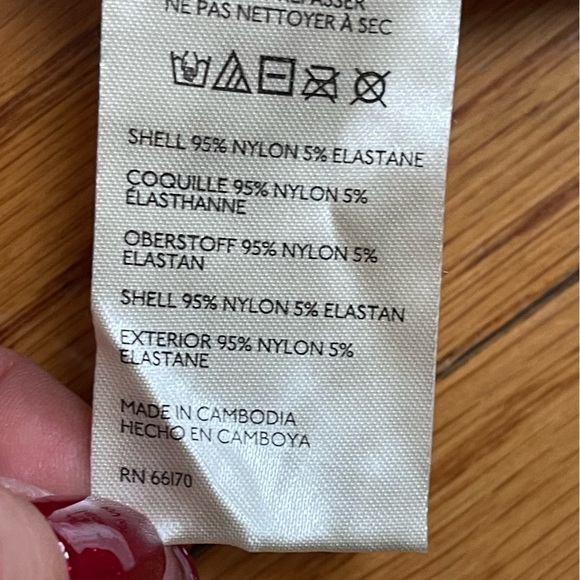 REPASSER
NE PAS NETTOYER À SEC
SHELL 95% NYLON 5% ELASTANE
COQUILLE 95% NYLON 5%
ÉLASTHANNE
OBERSTOFF 95% NYLON 5%
ELASTAN
SHELL 95% NYLON 5% ELASTAN
EXTERIOR 95% NYLON 5%
ELASTANE
MADE IN CAMBODIA
HECHO EN CAMBOYA
RN 66170